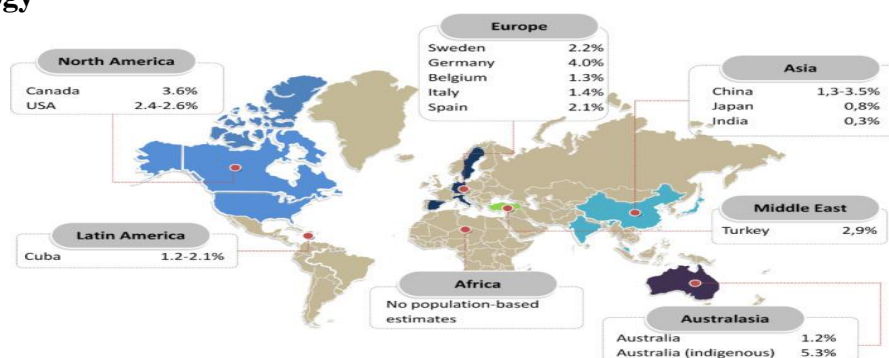 North America
Canada 3.6%
USA 2.4-2.6%
Europe
Sweden 2.2%
Germany 4.0%
Belgium 1.3%
Italy 1.4%
Spain 2.1%
Asia
China 1,3-3.5%
Japan 0,8%
India 0,3%
Latin America
Cuba 1.2-2.1%
Africa
No population-based
estimates
Middle East
Turkey 2,9%
Australasia
Australia 1.2%
Australia (indigenous) 5.3%